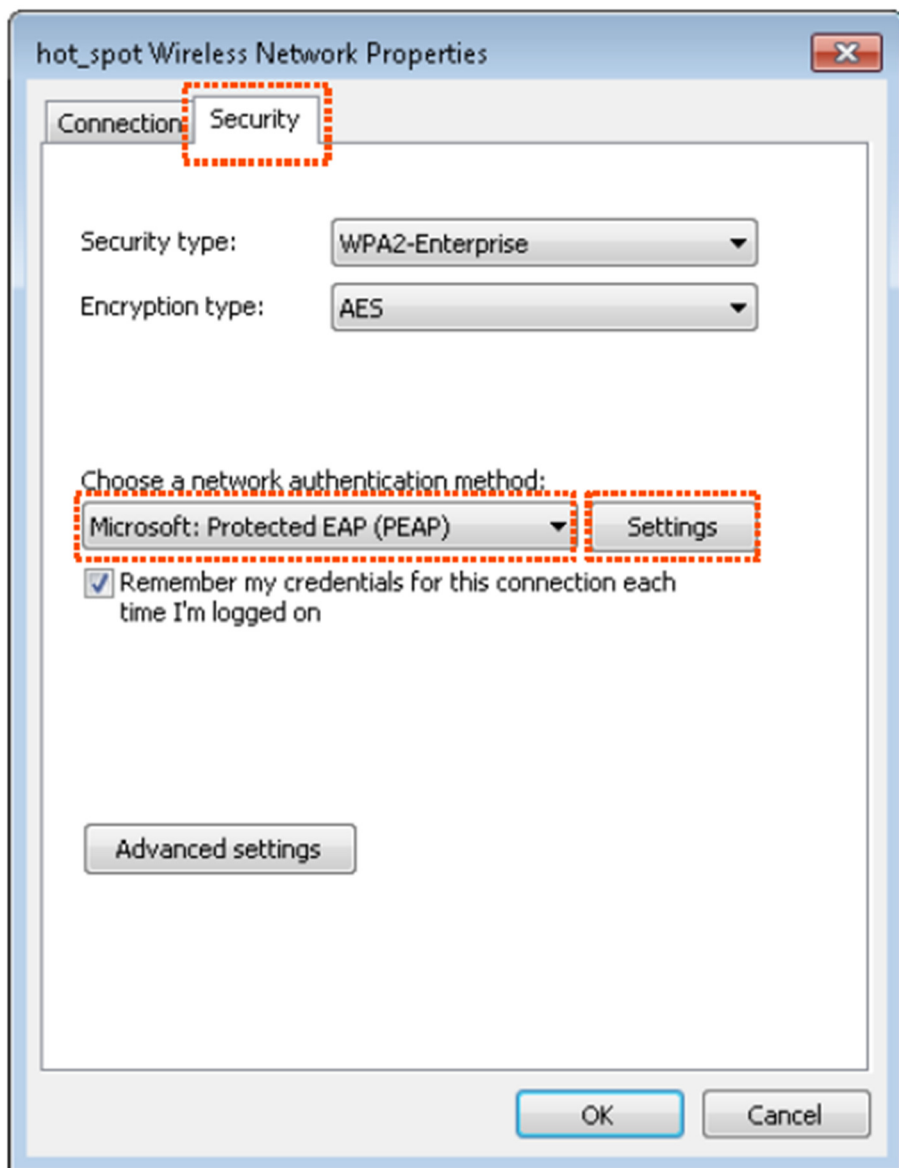 hot_spot Wireless Network Properties
Connection Security
Security type: WPA2-Enterprise
Encryption type: AES
Choose a network authentication method:
Microsoft: Protected EAP (PEAP) Settings
Remember my credentials for this connection each
time I'm logged on
Advanced settings
OK Cancel